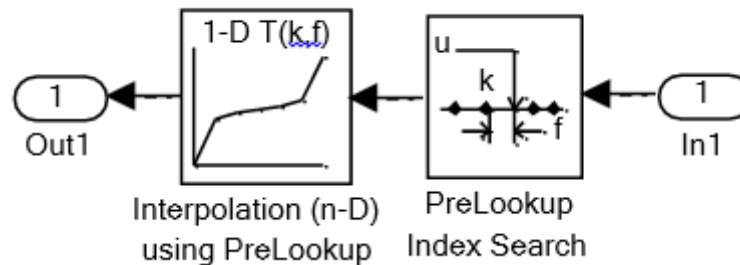 1-D T(k,f)
u
k
f
1
Out1
1
In1
Interpolation (n-D)
using PreLookup
PreLookup
Index Search